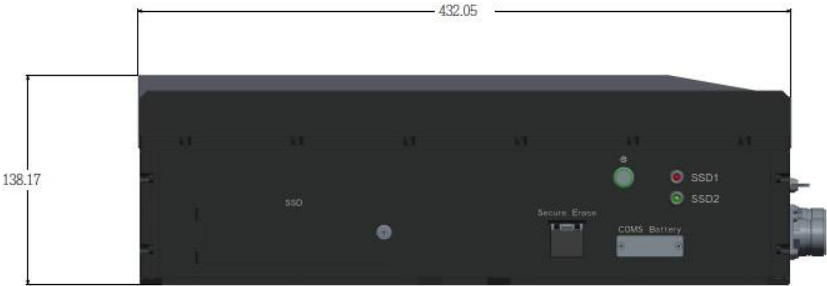 432.05
138.17
SSD1
SSD
SSD2
Secure Erase
COMS Battery